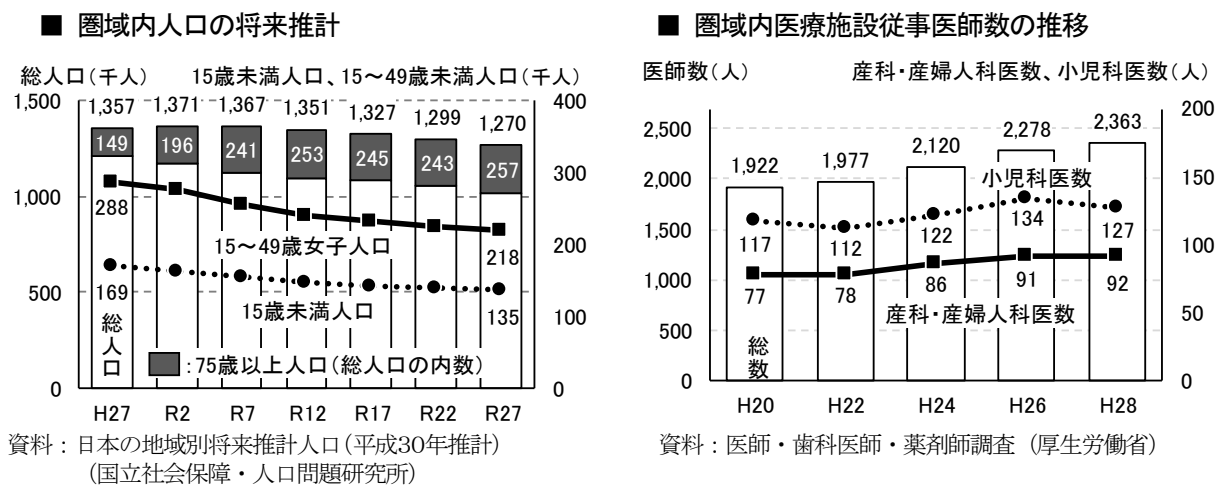 ■ 圏域内人口の将来推計
総人口(千人) 15歳未満人口、15～49歳未満人口(千人)
1,500
1,000
500
0
400
300
200
100
0
1,357 1,371 1,367 1,351 1,327 1,299 1,270
149 196 241 253 245 243 257
288
15～49歳女子人口
218
169
15歳未満人口
135
総人口
:75歳以上人口(総人口の内数)
H27 R2 R7 R12 R17 R22 R27
資料：日本の地域別将来推計人口(平成30年推計)
(国立社会保障・人口問題研究所)
■ 圏域内医療施設従事医師数の推移
医師数(人) 産科・産婦人科医数、小児科医数(人)
2,500
2,000
1,500
1,000
500
0
200
150
100
50
0
1,922 1,977 2,120 2,278 2,363
小児科医数
117 112 122 134 127
77 78 86 91 92
産科・産婦人科医数
総数
H20 H22 H24 H26 H28
資料：医師・歯科医師・薬剤師調査 (厚生労働省)